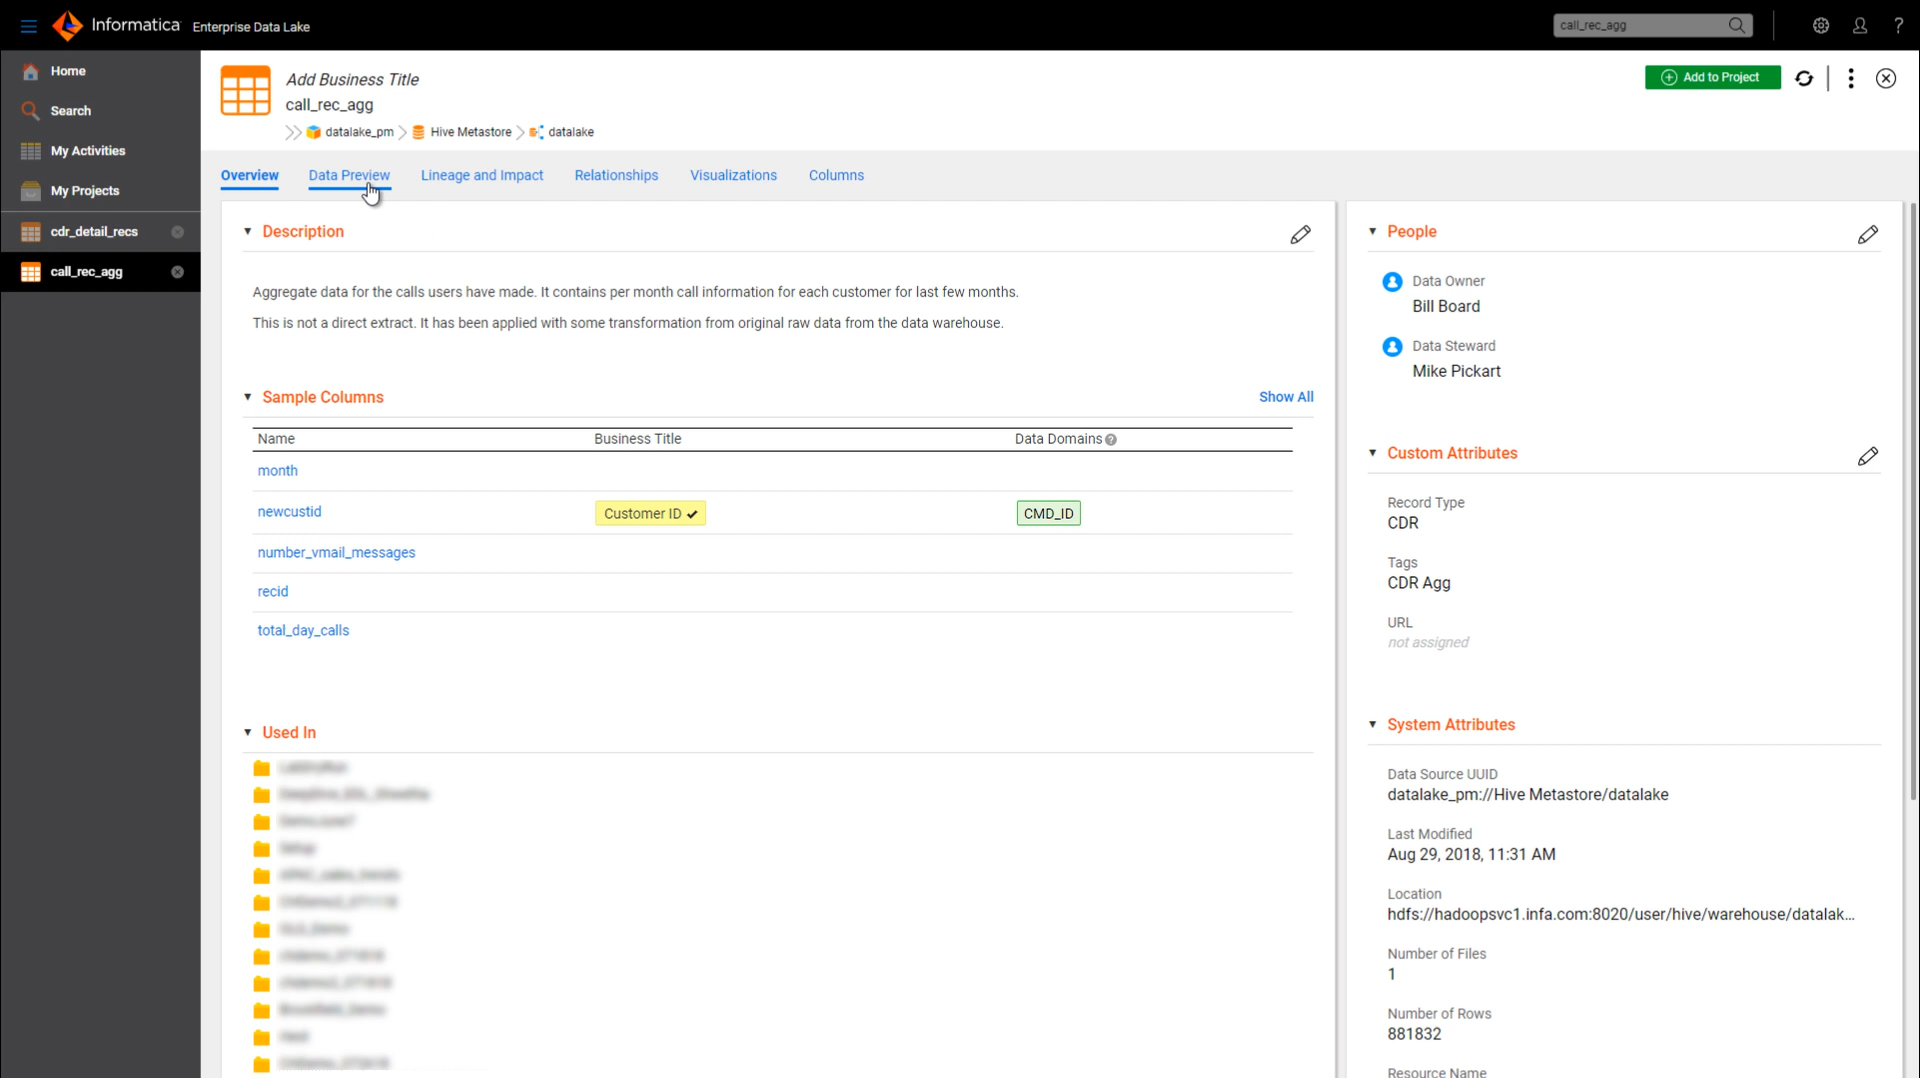 Informatica Enterprise Data Lake
call_rec_agg
?
Home
Search
My Activities
My Projects
cdr_detail_recs
call_rec_agg
Add Business Title
call_rec_agg
datalake_pm Hive Metastore datalake
Add to Project
Overview Data Preview Lineage and Impact Relationships Visualizations Columns
Description
Aggregate data for the calls users have made. It contains per month call information for each customer for last few months.
This is not a direct extract. It has been applied with some transformation from original raw data from the data warehouse.
Sample Columns Show All
Name Business Title Data Domains ?
month
newcustid Customer ID CMD_ID
number_vmail_messages
recid
total_day_calls
Used In
People
Data Owner
Bill Board
Data Steward
Mike Pickart
Custom Attributes
Record Type
CDR
Tags
CDR Agg
URL
not assigned
System Attributes
Data Source UUID
datalake_pm://Hive Metastore/datalake
Last Modified
Aug 29, 2018, 11:31 AM
Location
hdfs://hadoopsvc1.infa.com:8020/user/hive/warehouse/datalak...
Number of Files
1
Number of Rows
881832
Resource Name